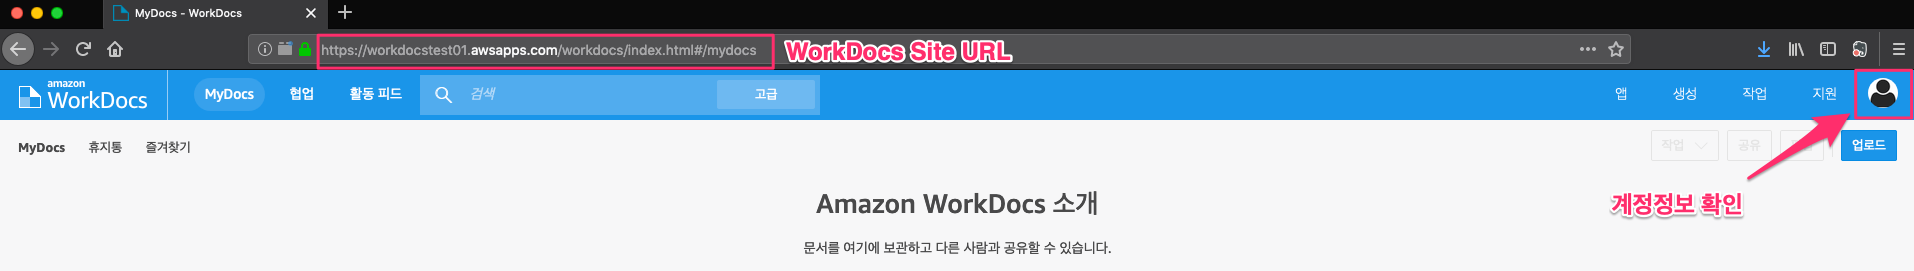 MyDocs - WorkDocs
https://workdocstest01.awsapps.com/workdocs/index.html#/mydocs
WorkDocs Site URL
amazon
WorkDocs
MyDocs
협업
활동 피드
검색
고급
앱
생성
작업
지원
MyDocs
휴지통
즐겨찾기
작업
공유
업로드
계정정보 확인
Amazon WorkDocs 소개
문서를 여기에 보관하고 다른 사람과 공유할 수 있습니다.